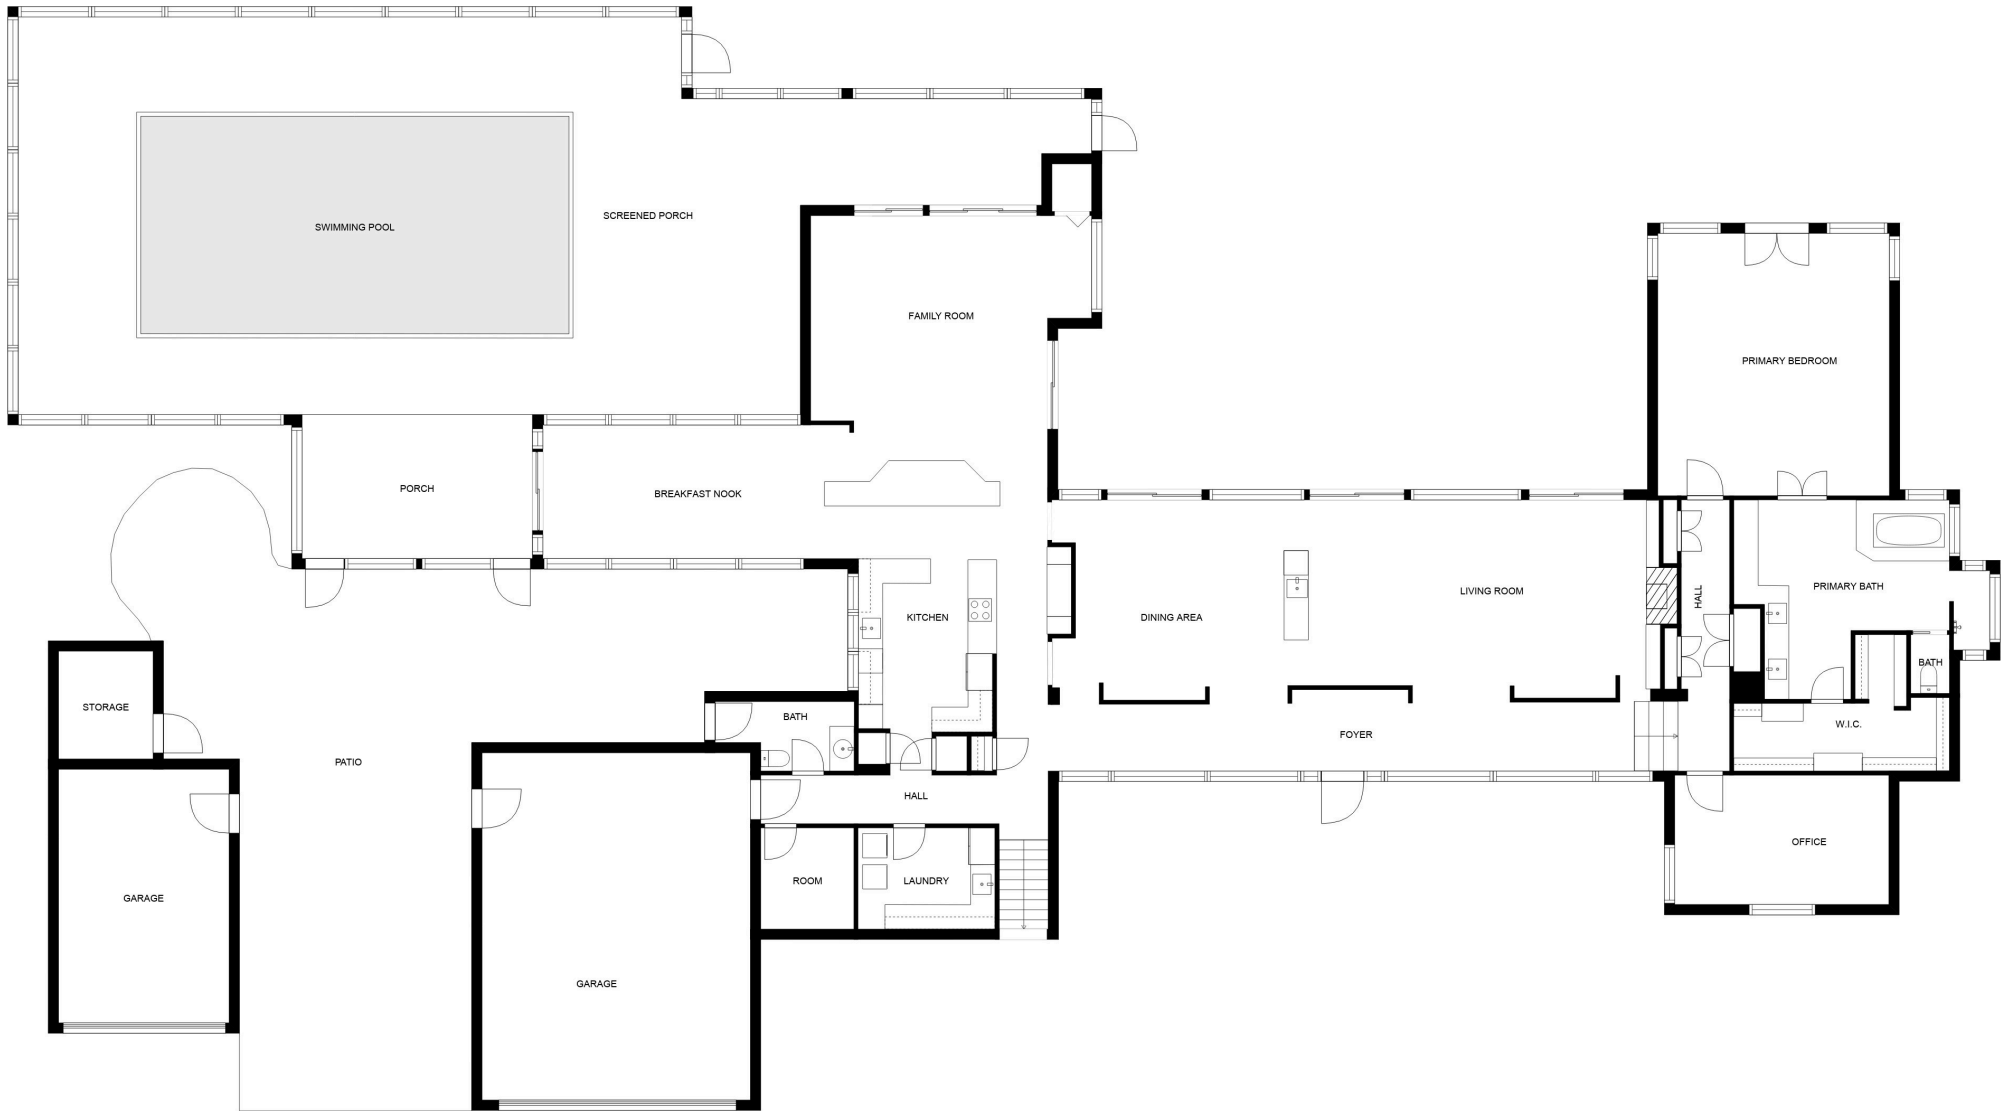 SCREENED PORCH
SWIMMING POOL
FAMILY ROOM
PRIMARY BEDROOM
PORCH
BREAKFAST NOOK
PRIMARY BATH
LIVING ROOM
HALL
KITCHEN
DINING AREA
BATH
STORAGE
BATH
W.I.C.
FOYER
PATIO
HALL
OFFICE
ROOM
LAUNDRY
GARAGE
GARAGE